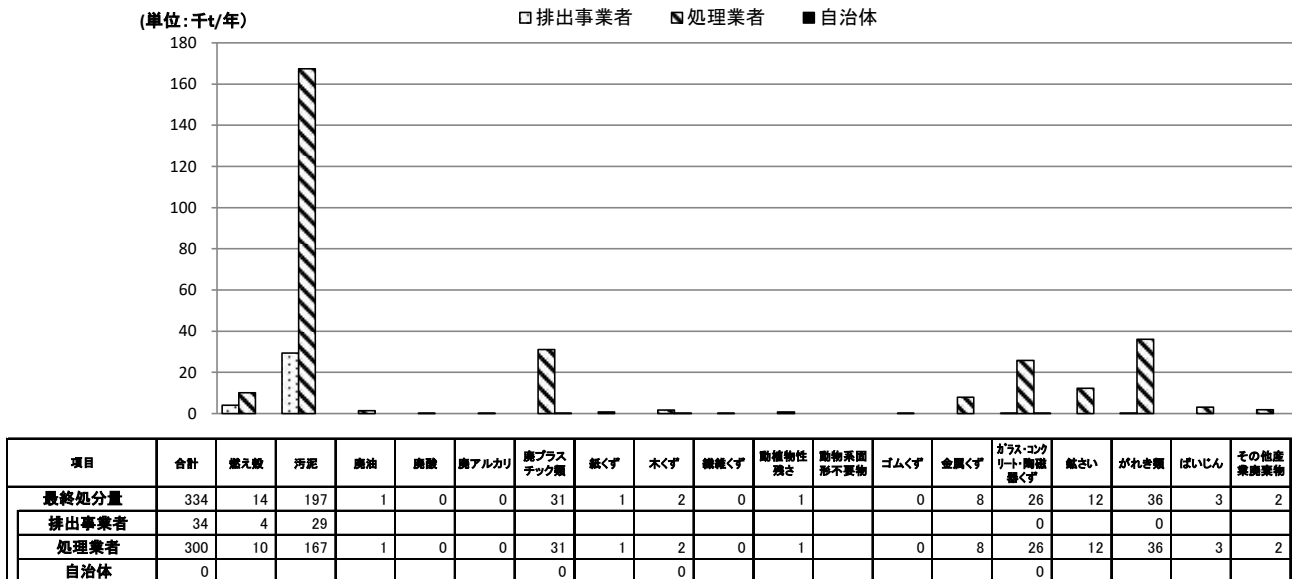 (単位:千t/年)
排出事業者 処理業者 自治体
180
160
140
120
100
80
60
40
20
0
項目 合計 燃え殻 汚泥 廃油 廃酸 廃アルカリ 廃プラスチック類 紙くず 木くず 繊維くず 動植物性残さ 動物系固形不要物 ゴムくず 金属くず ガラス・コンクリート・陶磁器くず 鉱さい がれき類 ばいじん その他産業廃棄物
最終処分量 334 14 197 1 0 0 31 1 2 0 1 0 8 26 12 36 3 2
排出事業者 34 4 29 0 0
処理業者 300 10 167 1 0 0 31 1 2 0 1 0 8 26 12 36 3 2
自治体 0 0 0 0